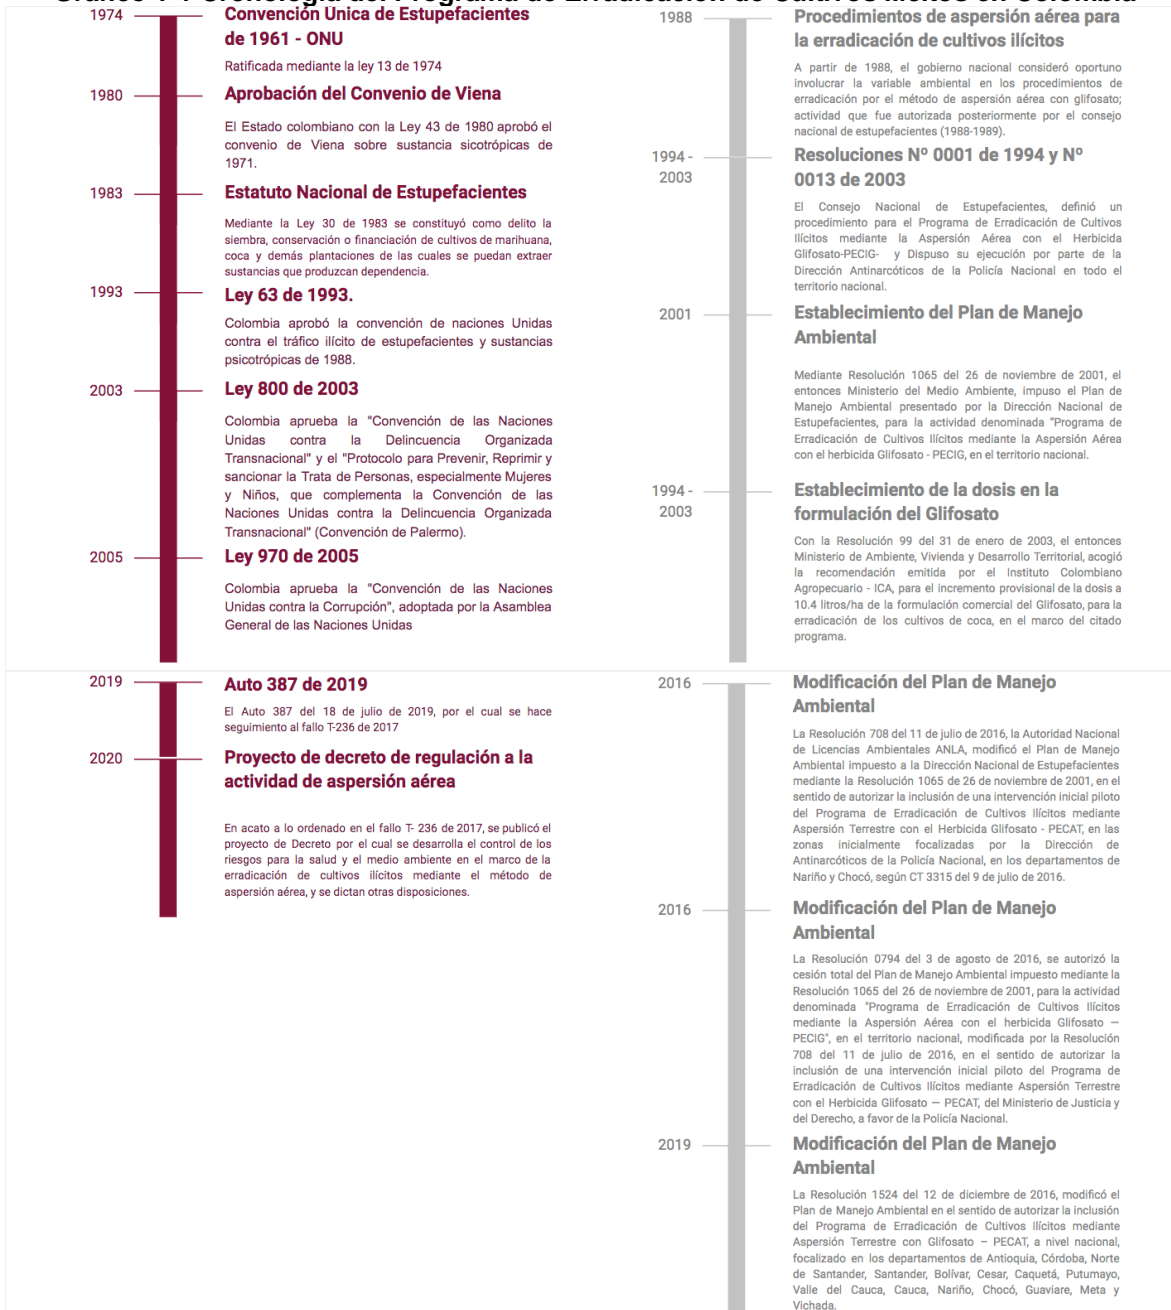 Gráfico 1-1 Cronología del Programa de Erradicación de Cultivos Ilícitos en Colombia
1974
Convención Única de Estupefacientes
de 1961 - ONU
Ratificada mediante la ley 13 de 1974
1980
Aprobación del Convenio de Viena
El Estado colombiano con la Ley 43 de 1980 aprobó el
convenio de Viena sobre sustancia sicotrópicas de
1971.
1983
Estatuto Nacional de Estupefacientes
Mediante la Ley 30 de 1983 se constituyó como delito la
siembra, conservación o financiación de cultivos de marihuana,
coca y demás plantaciones de las cuales se puedan extraer
sustancias que produzcan dependencia.
1993
Ley 63 de 1993.
Colombia aprobó la convención de naciones Unidas
contra el tráfico ilícito de estupefacientes y sustancias
psicotrópicas de 1988.
2003
Ley 800 de 2003
Colombia aprueba la "Convención de las Naciones
Unidas contra la Delincuencia Organizada
Transnacional" y el "Protocolo para Prevenir, Reprimir y
sancionar la Trata de Personas, especialmente Mujeres
y Niños, que complementa la Convención de las
Naciones Unidas contra la Delincuencia Organizada
Transnacional" (Convención de Palermo).
2005
Ley 970 de 2005
Colombia aprueba la "Convención de las Naciones
Unidas contra la Corrupción", adoptada por la Asamblea
General de las Naciones Unidas
1988
Procedimientos de aspersión aérea para
la erradicación de cultivos ilícitos
A partir de 1988, el gobierno nacional consideró oportuno
involucrar la variable ambiental en los procedimientos de
erradicación por el método de aspersión aérea con glifosato;
actividad que fue autorizada posteriormente por el consejo
nacional de estupefacientes (1988-1989).
1994 -
2003
Resoluciones Nº 0001 de 1994 y Nº
0013 de 2003
El Consejo Nacional de Estupefacientes, definió un
procedimiento para el Programa de Erradicación de Cultivos
Ilícitos mediante la Aspersión Aérea con el Herbicida
Glifosato-PECIG- y Dispuso su ejecución por parte de la
Dirección Antinarcóticos de la Policía Nacional en todo el
territorio nacional.
2001
Establecimiento del Plan de Manejo
Ambiental
Mediante Resolución 1065 del 26 de noviembre de 2001, el
entonces Ministerio del Medio Ambiente, impuso el Plan de
Manejo Ambiental presentado por la Dirección Nacional de
Estupefacientes, para la actividad denominada "Programa de
Erradicación de Cultivos Ilícitos mediante la Aspersión Aérea
con el herbicida Glifosato - PECIG, en el territorio nacional.
1994 -
2003
Establecimiento de la dosis en la
formulación del Glifosato
Con la Resolución 99 del 31 de enero de 2003, el entonces
Ministerio de Ambiente, Vivienda y Desarrollo Territorial, acogió
la recomendación emitida por el Instituto Colombiano
Agropecuario - ICA, para el incremento provisional de la dosis a
10.4 litros/ha de la formulación comercial del Glifosato, para la
erradicación de los cultivos de coca, en el marco del citado
programa.
2019
Auto 387 de 2019
El Auto 387 del 18 de julio de 2019, por el cual se hace
seguimiento al fallo T-236 de 2017
2020
Proyecto de decreto de regulación a la
actividad de aspersión aérea
En acato a lo ordenado en el fallo T- 236 de 2017, se publicó el
proyecto de Decreto por el cual se desarrolla el control de los
riesgos para la salud y el medio ambiente en el marco de la
erradicación de cultivos ilícitos mediante el método de
aspersión aérea, y se dictan otras disposiciones.
2016
Modificación del Plan de Manejo
Ambiental
La Resolución 708 del 11 de julio de 2016, la Autoridad Nacional
de Licencias Ambientales ANLA, modificó el Plan de Manejo
Ambiental impuesto a la Dirección Nacional de Estupefacientes
mediante la Resolución 1065 de 26 de noviembre de 2001, en el
sentido de autorizar la inclusión de una intervención inicial piloto
del Programa de Erradicación de Cultivos Ilícitos mediante
Aspersión Terrestre con el Herbicida Glifosato - PECAT, en las
zonas inicialmente focalizadas por la Dirección de
Antinarcóticos de la Policía Nacional, en los departamentos de
Nariño y Chocó, según CT 3315 del 9 de julio de 2016.
2016
Modificación del Plan de Manejo
Ambiental
La Resolución 0794 del 3 de agosto de 2016, se autorizó la
cesión total del Plan de Manejo Ambiental impuesto mediante la
Resolución 1065 del 26 de noviembre de 2001, para la actividad
denominada "Programa de Erradicación de Cultivos Ilícitos
mediante la Aspersión Aérea con el herbicida Glifosato —
PECIG", en el territorio nacional, modificada por la Resolución
708 del 11 de julio de 2016, en el sentido de autorizar la
inclusión de una intervención inicial piloto del Programa de
Erradicación de Cultivos Ilícitos mediante Aspersión Terrestre
con el Herbicida Glifosato — PECAT, del Ministerio de Justicia y
del Derecho, a favor de la Policía Nacional.
2019
Modificación del Plan de Manejo
Ambiental
La Resolución 1524 del 12 de diciembre de 2016, modificó el
Plan de Manejo Ambiental en el sentido de autorizar la inclusión
del Programa de Erradicación de Cultivos Ilícitos mediante
Aspersión Terrestre con Glifosato – PECAT, a nivel nacional,
focalizado en los departamentos de Antioquia, Córdoba, Norte
de Santander, Santander, Bolívar, Cesar, Caquetá, Putumayo,
Valle del Cauca, Cauca, Nariño, Chocó, Guaviare, Meta y
Vichada.